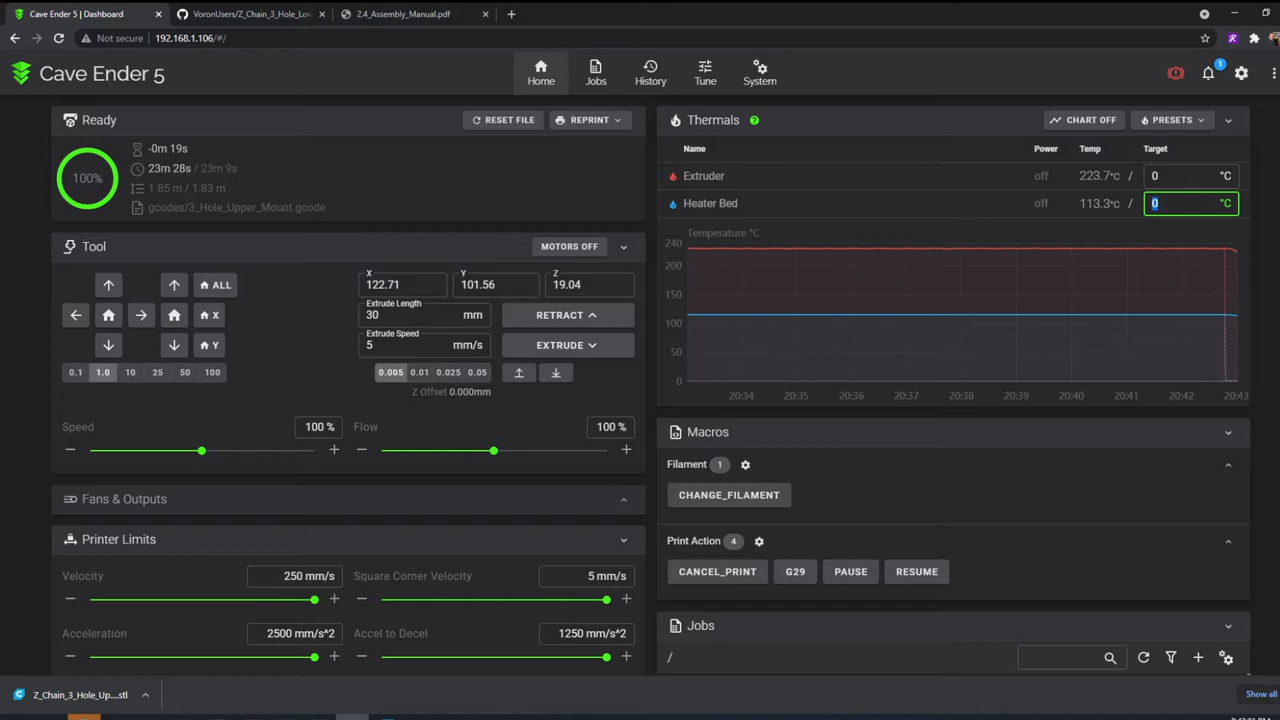 Cave Ender 5 | Dashboard
VoronUsers/Z_Chain_3_Hole_Lo
2.4_Assembly_Manual.pdf
Not secure
192.168.1.106/#/
Cave Ender 5
Home
Jobs
History
Tune
System
1
Ready
RESET FILE
REPRINT
100%
-0m 19s
23m 28s / 23m 9s
1.85 m / 1.83 m
gcodes/3_Hole_Upper_Mount.gcode
Tool
MOTORS OFF
ALL
X
Y
0.1 1.0 10 25 50 100
X
122.71
Y
101.56
Z
19.04
Extrude Length
30 mm
RETRACT
Extrude Speed
5 mm/s
EXTRUDE
0.005 0.01 0.025 0.05
Z Offset 0.000mm
Speed
100 %
Flow
100 %
Fans & Outputs
Printer Limits
Velocity
250 mm/s
Square Corner Velocity
5 mm/s
Acceleration
2500 mm/s^2
Accel to Decel
1250 mm/s^2
Thermals
CHART OFF
PRESETS
Name Power Temp Target
Extruder off 223.7°C / 0 °C
Heater Bed off 113.3°C / 0 °C
Temperature °C
240
200
150
100
50
0
20:34 20:35 20:36 20:37 20:38 20:39 20:40 20:41 20:42 20:43
Macros
Filament 1
CHANGE_FILAMENT
Print Action 4
CANCEL_PRINT
G29
PAUSE
RESUME
Jobs
/
Z_Chain_3_Hole_Up....stl
Show all